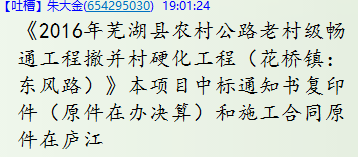 【吐槽】朱大金(654295030) 19:01:24
《2016年芜湖县农村公路老村级畅
通工程撤并村硬化工程（花桥镇：
东风路）》本项目中标通知书复印
件（原件在办决算）和施工合同原
件在庐江